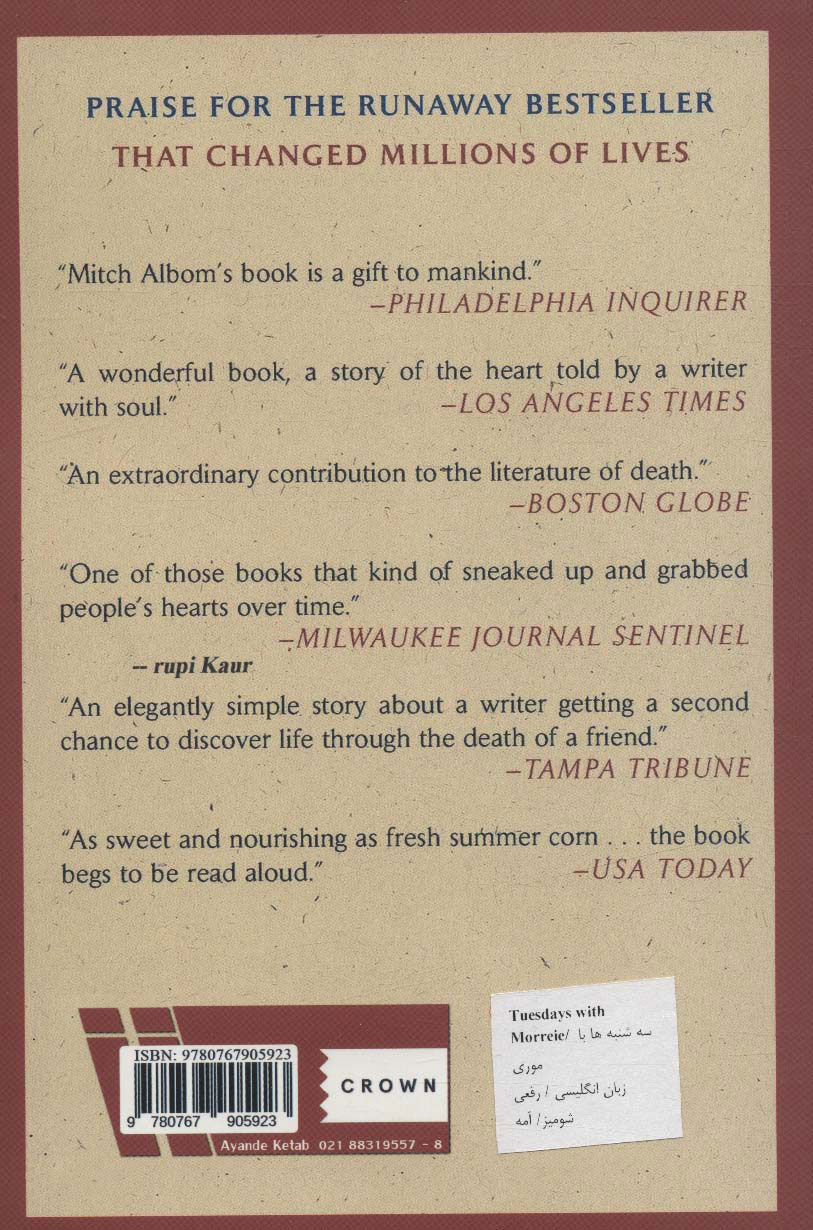 PRAISE FOR THE RUNAWAY BESTSELLER
THAT CHANGED MILLIONS OF LIVES
“Mitch Albom’s book is a gift to mankind.”
–PHILADELPHIA INQUIRER
“A wonderful book, a story of the heart told by a writer
with soul.” –LOS ANGELES TIMES
“An extraordinary contribution to the literature of death.”
–BOSTON GLOBE
“One of those books that kind of sneaked up and grabbed
people’s hearts over time.”
–MILWAUKEE JOURNAL SENTINEL
-- rupi Kaur
“An elegantly simple story about a writer getting a second
chance to discover life through the death of a friend.”
–TAMPA TRIBUNE
“As sweet and nourishing as fresh summer corn . . . the book
begs to be read aloud.” –USA TODAY
ISBN: 9780767905923
9 780767 905923
CROWN
Ayande Ketab 021 88319557 - 8
Tuesdays with
Morreie/ سه شنبه ها با
موری
زبان انگلیسی / رقعی
شومیز/ آمه